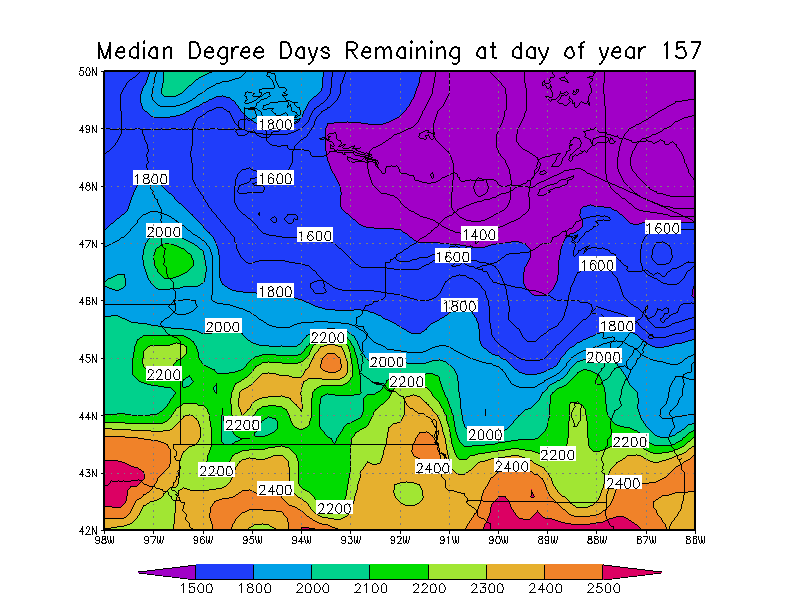 Median Degree Days Remaining at day of year 157
50N
1800
49N
1800 1600
48N
2000 1600 1400 1600
47N
1600 1600
1800 1800
46N
2000 2200 1800
45N
2200 2000 2000
2200
44N
2200 2000 2200
2200
43N
2200 2400 2400 2400 2400
2200
42N
98W 97W 96W 95W 94W 93W 92W 91W 90W 89W 88W 87W 86W
1500 1800 2000 2100 2200 2300 2400 2500